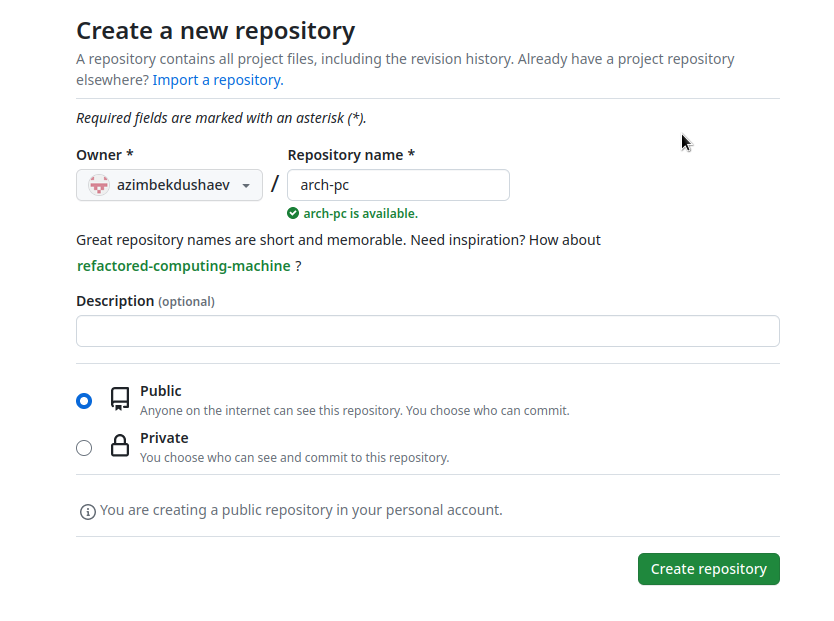 Create a new repository
A repository contains all project files, including the revision history. Already have a project repository
elsewhere? Import a repository.
Required fields are marked with an asterisk (*).
Owner * Repository name *
azimbekdushaev / arch-pc
arch-pc is available.
Great repository names are short and memorable. Need inspiration? How about
refactored-computing-machine ?
Description (optional)
Public
Anyone on the internet can see this repository. You choose who can commit.
Private
You choose who can see and commit to this repository.
You are creating a public repository in your personal account.
Create repository